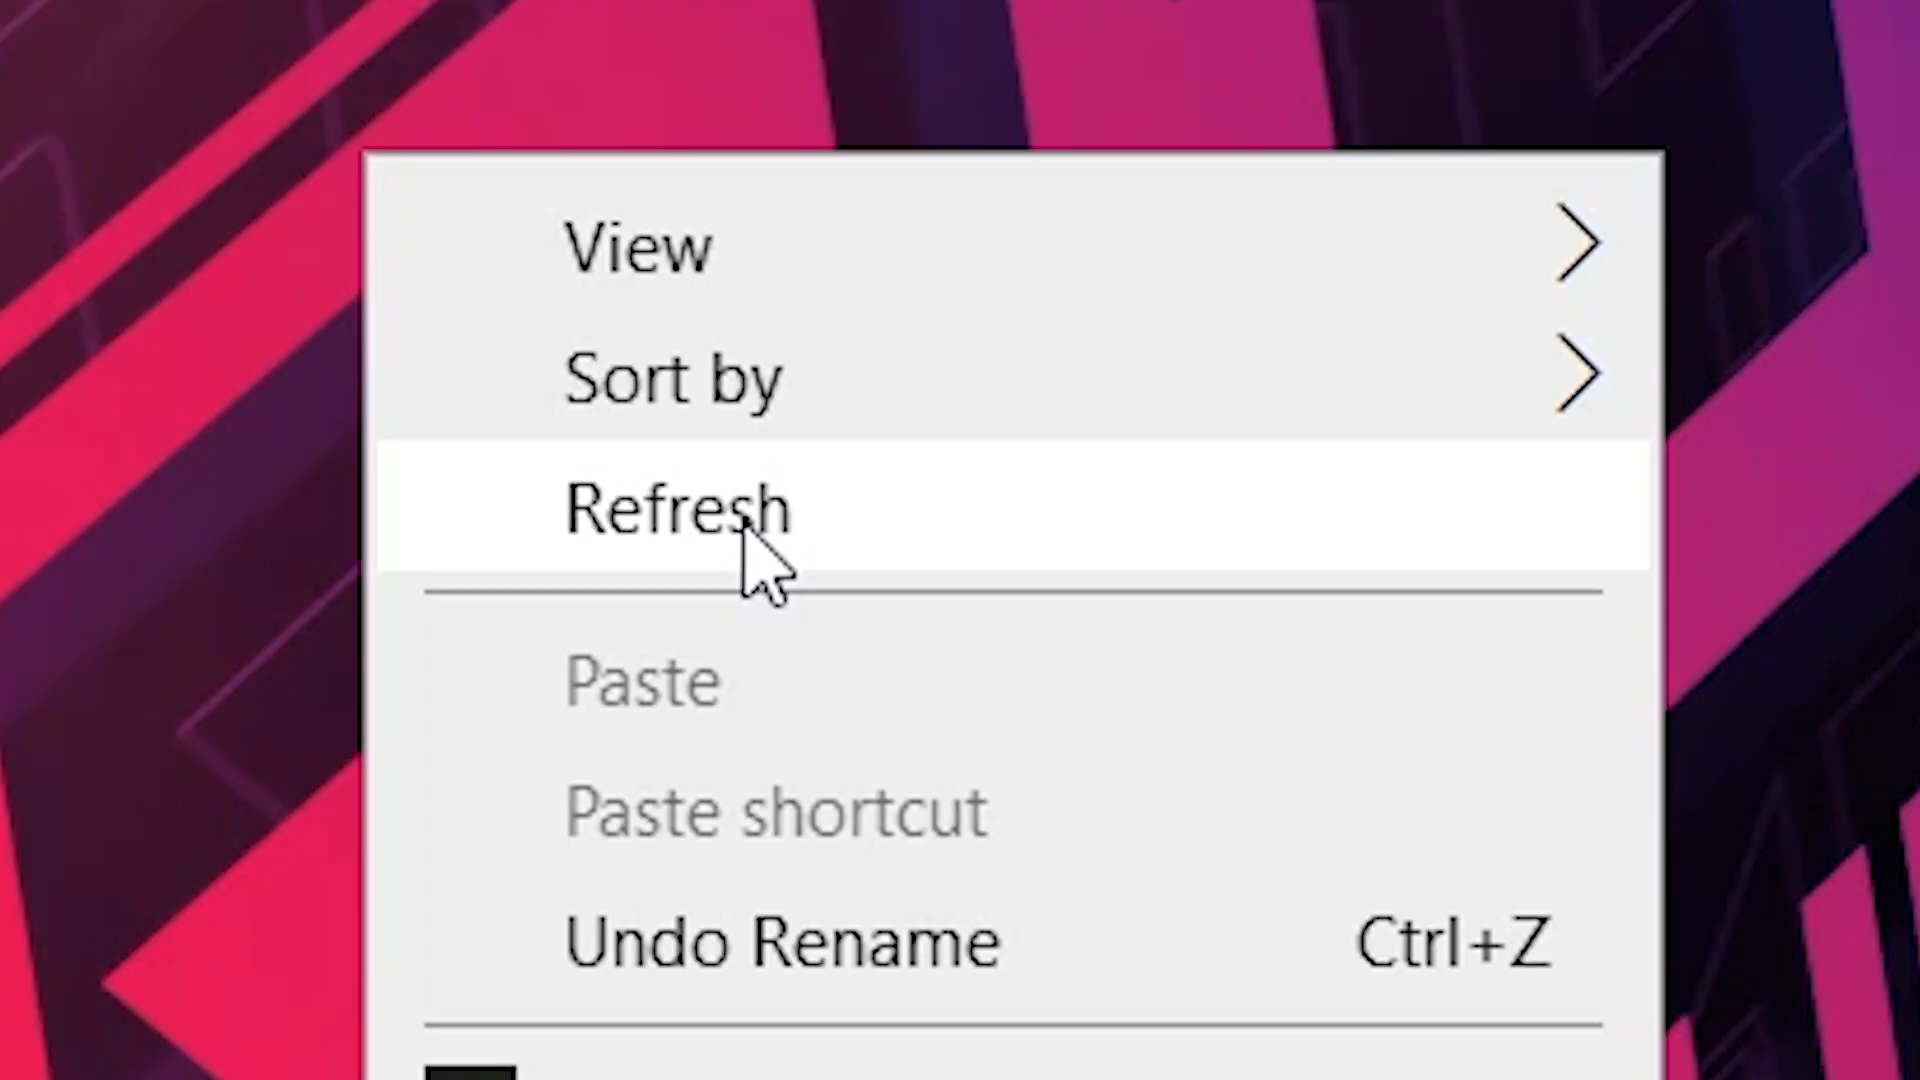 View
Sort by
Refresh
Paste
Paste shortcut
Undo Rename Ctrl+Z